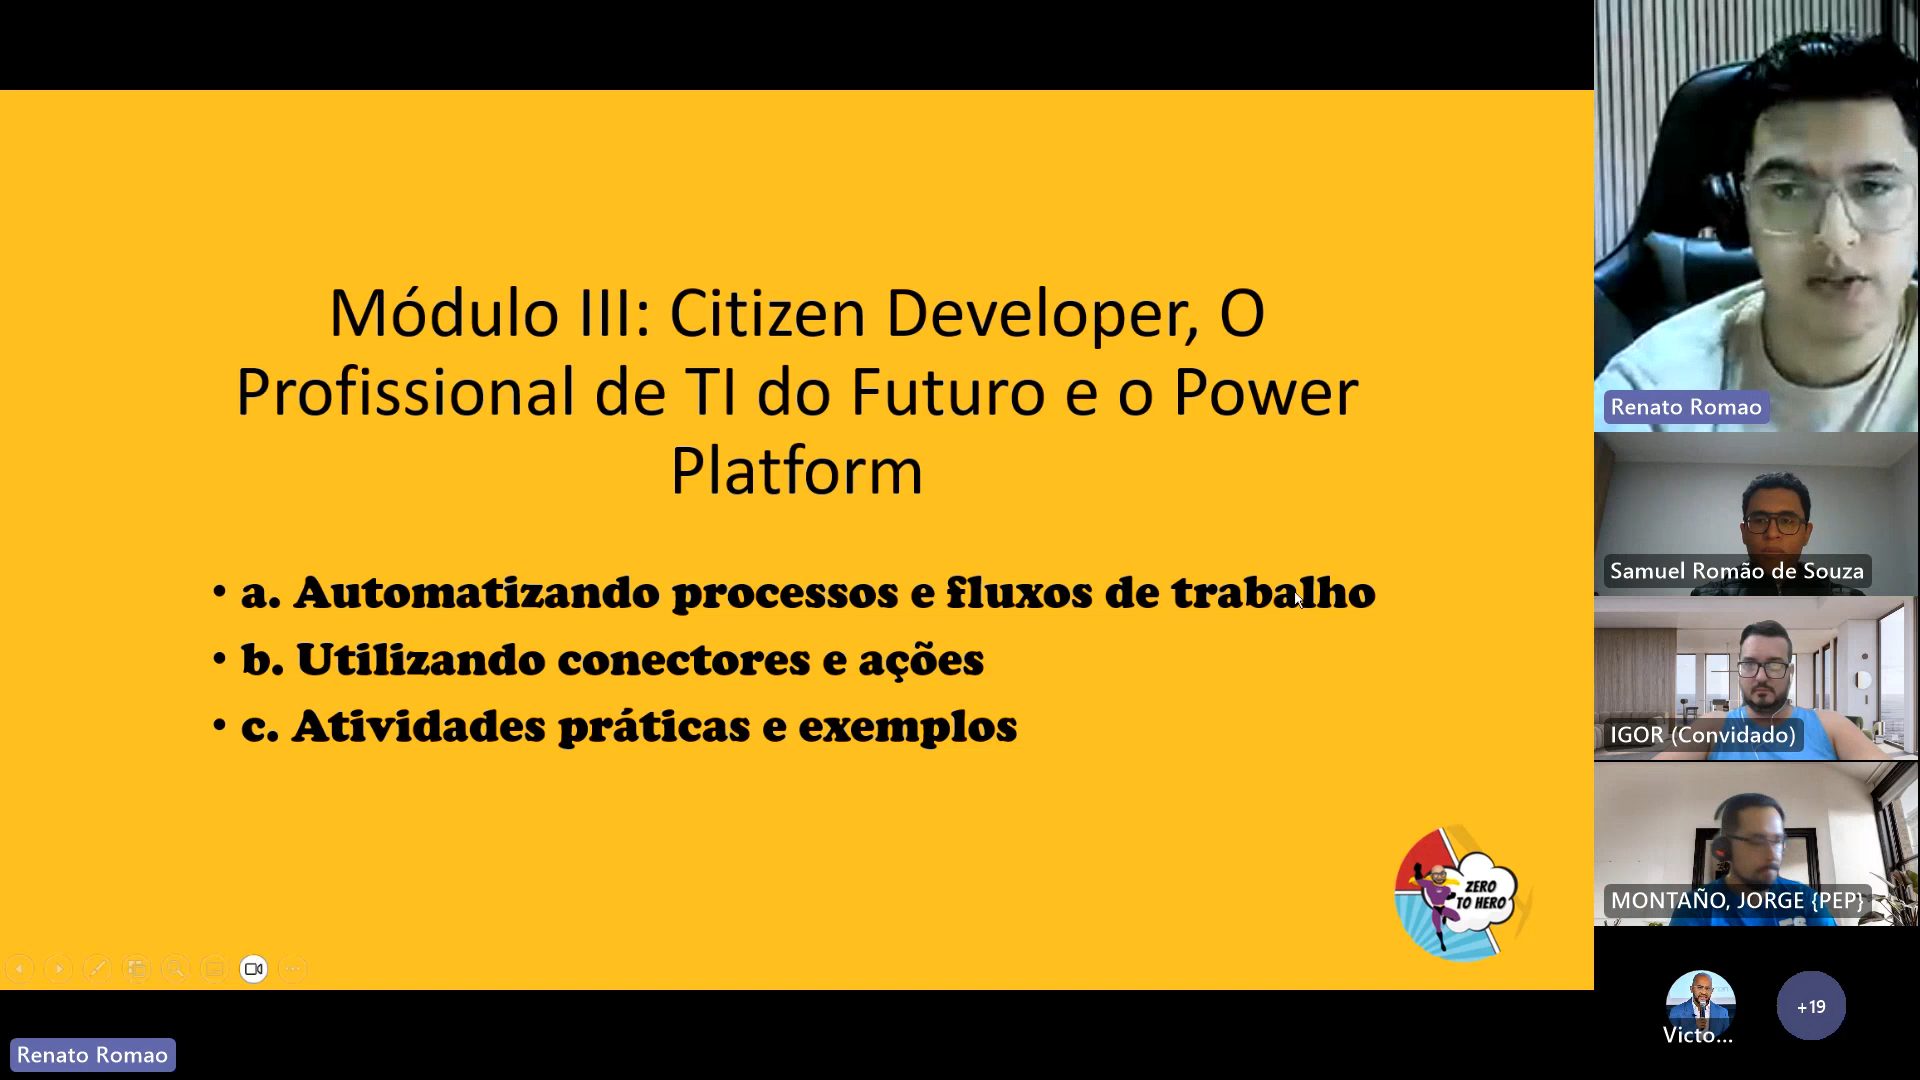 Módulo III: Citizen Developer, O
Profissional de TI do Futuro e o Power
Platform
• a. Automatizando processos e fluxos de trabalho
• b. Utilizando conectores e ações
• c. Atividades práticas e exemplos
ZERO
TO HERO
Renato Romao
Renato Romao
Samuel Romão de Souza
IGOR (Convidado)
MONTAÑO, JORGE {PEP}
Victo...
+19